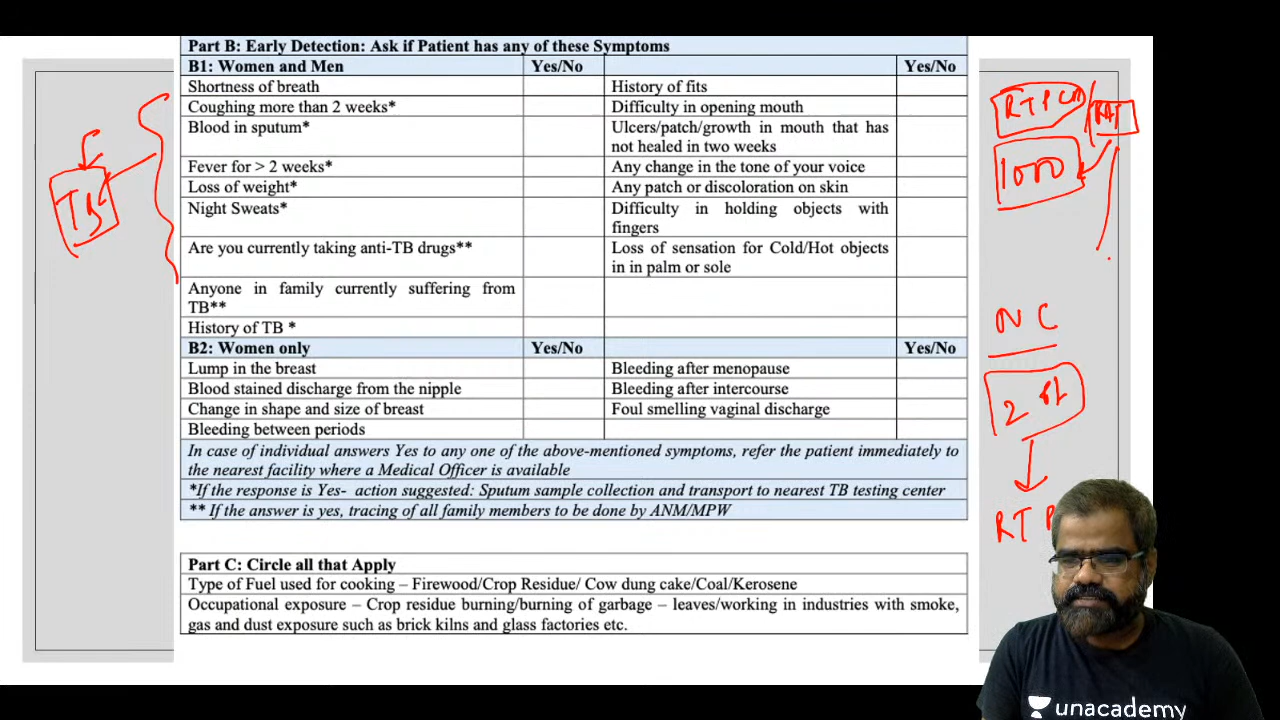 Part B: Early Detection: Ask if Patient has any of these Symptoms
B1: Women and Men Yes/No Yes/No
Shortness of breath History of fits
Coughing more than 2 weeks* Difficulty in opening mouth
Blood in sputum* Ulcers/patch/growth in mouth that has
not healed in two weeks
Fever for > 2 weeks* Any change in the tone of your voice
Loss of weight* Any patch or discoloration on skin
Night Sweats* Difficulty in holding objects with
fingers
Are you currently taking anti-TB drugs** Loss of sensation for Cold/Hot objects
in in palm or sole
Anyone in family currently suffering from
TB**
History of TB *
B2: Women only Yes/No Yes/No
Lump in the breast Bleeding after menopause
Blood stained discharge from the nipple Bleeding after intercourse
Change in shape and size of breast Foul smelling vaginal discharge
Bleeding between periods
In case of individual answers Yes to any one of the above-mentioned symptoms, refer the patient immediately to
the nearest facility where a Medical Officer is available
*If the response is Yes- action suggested: Sputum sample collection and transport to nearest TB testing center
** If the answer is yes, tracing of all family members to be done by ANM/MPW
Part C: Circle all that Apply
Type of Fuel used for cooking – Firewood/Crop Residue/ Cow dung cake/Coal/Kerosene
Occupational exposure – Crop residue burning/burning of garbage – leaves/working in industries with smoke,
gas and dust exposure such as brick kilns and glass factories etc.
TB
RAT
1000
N C
2
RT P
unacademy